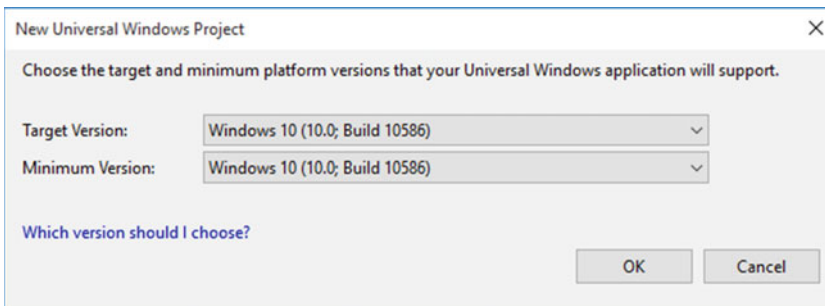 New Universal Windows Project
Choose the target and minimum platform versions that your Universal Windows application will support.
Target Version: Windows 10 (10.0; Build 10586)
Minimum Version: Windows 10 (10.0; Build 10586)
Which version should I choose?
OK Cancel